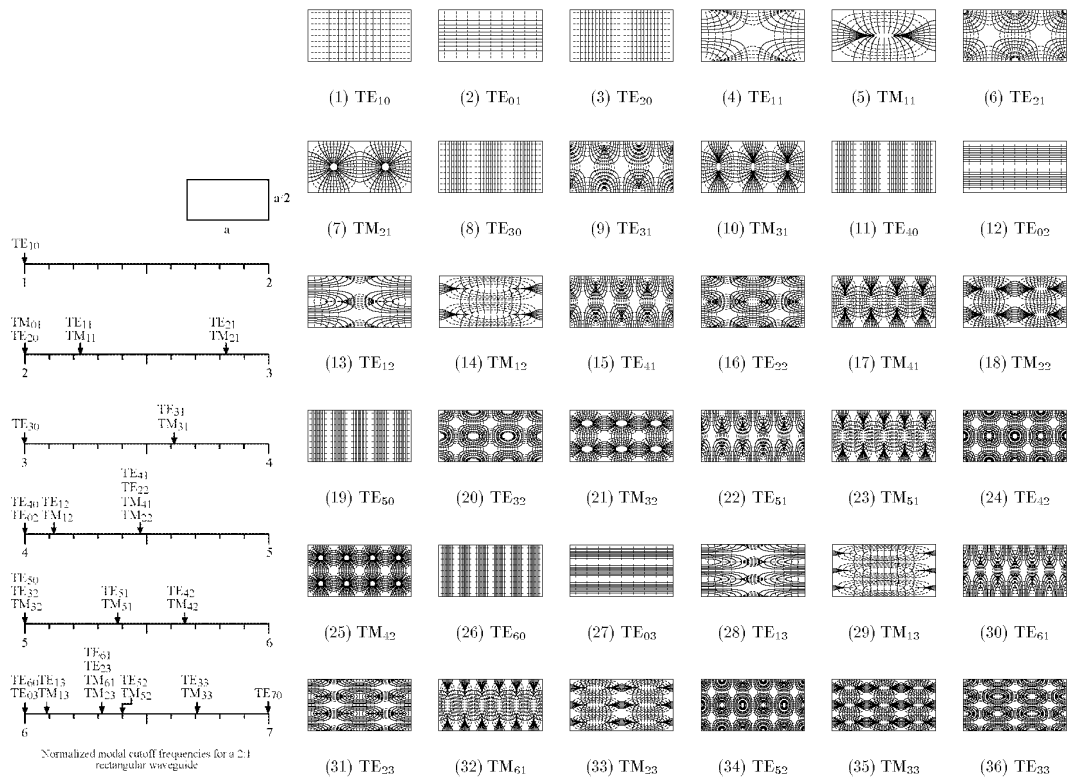 (1) TE10 (2) TE01 (3) TE20 (4) TE11 (5) TM11 (6) TE21
a/2
a
(7) TM21 (8) TE30 (9) TE31 (10) TM31 (11) TE40 (12) TE02
TE10
1 2
TM01 TE11 TE21
TE20 TM11 TM21
2 3
(13) TE12 (14) TM12 (15) TE41 (16) TE22 (17) TM41 (18) TM22
TE31
TE30 TM31
3 4
TE41
TE22
TE40 TE12 TM41
TE02 TM12 TM22
4 5
(19) TE50 (20) TE32 (21) TM32 (22) TE51 (23) TM51 (24) TE42
TE50
TE32 TE51 TE42
TM32 TM51 TM42
5 6
(25) TM42 (26) TE60 (27) TE03 (28) TE13 (29) TM13 (30) TE61
TE61
TE23
TE60 TE13 TM61 TE52 TE33
TE03 TM13 TM23 TM52 TM33 TE70
6 7
Normalized modal cutoff frequencies for a 2:1
rectangular waveguide
(31) TE23 (32) TM61 (33) TM23 (34) TE52 (35) TM33 (36) TE33